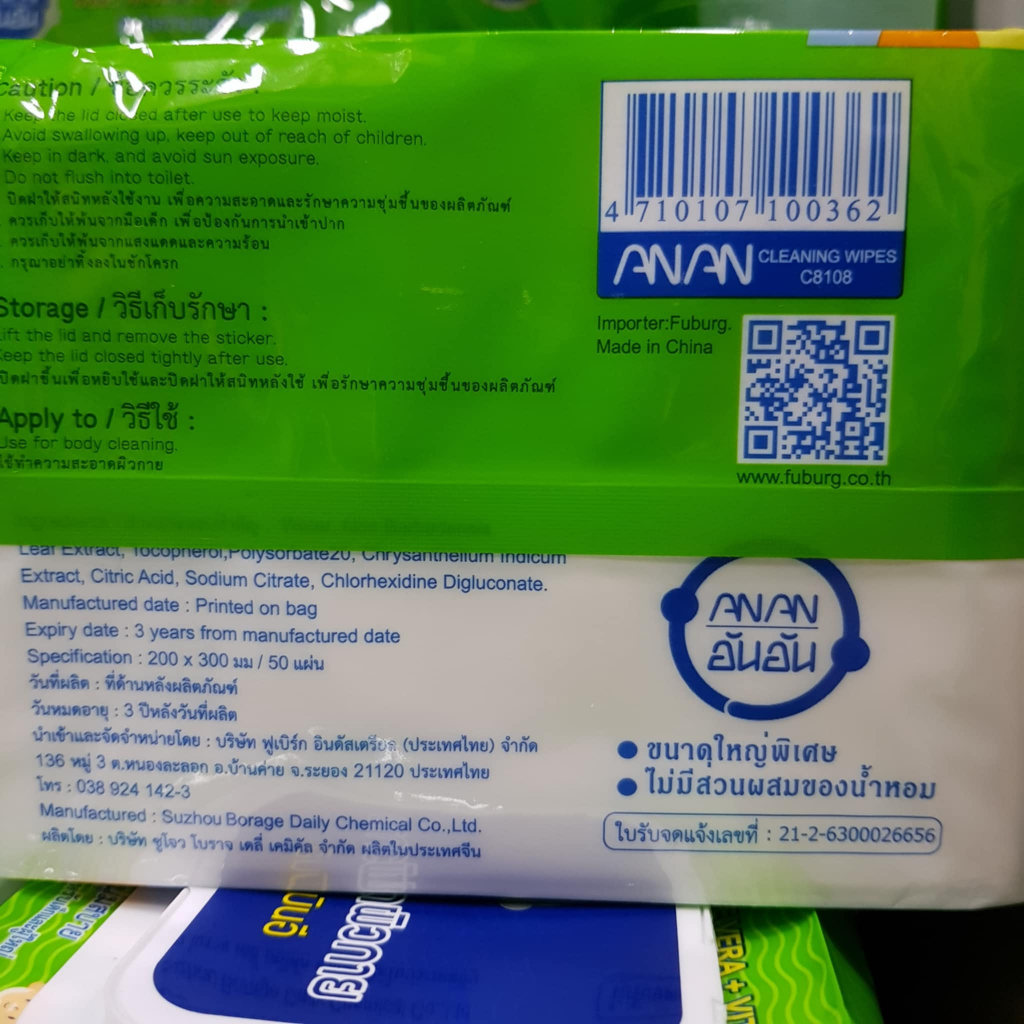 Caution / ข้อควรระวัง :
Keep the lid closed after use to keep moist.
Avoid swallowing up, keep out of reach of children.
Keep in dark, and avoid sun exposure.
Do not flush into toilet.
ปิดฝาให้สนิทหลังใช้งาน เพื่อความสะอาดและรักษาความชุ่มชื้นของผลิตภัณฑ์
ควรเก็บให้พ้นจากมือเด็ก เพื่อป้องกันการนำเข้าปาก
ควรเก็บให้พ้นจากแสงแดดและความร้อน
กรุณาอย่าทิ้งลงในชักโครก
Storage / วิธีเก็บรักษา :
Lift the lid and remove the sticker.
Keep the lid closed tightly after use.
ปิดฝาขึ้นเพื่อหยิบใช้และปิดฝาให้สนิทหลังใช้ เพื่อรักษาความชุ่มชื้นของผลิตภัณฑ์
Apply to / วิธีใช้ :
Use for body cleaning.
ใช้ทำความสะอาดผิวกาย
4 710107 100362
ANAN CLEANING WIPES
C8108
Importer:Fuburg.
Made in China
www.fuburg.co.th
Leaf Extract, Tocopherol,Polysorbate20, Chrysanthellum Indicum
Extract, Citric Acid, Sodium Citrate, Chlorhexidine Digluconate.
Manufactured date : Printed on bag
Expiry date : 3 years from manufactured date
Specification : 200 x 300 มม / 50 แผ่น
วันที่ผลิต : ที่ด้านหลังผลิตภัณฑ์
วันหมดอายุ : 3 ปีหลังวันที่ผลิต
นำเข้าและจัดจำหน่ายโดย : บริษัท ฟูเบิร์ก อินดัสเตรียล (ประเทศไทย) จำกัด
136 หมู่ 3 ต.หนองละลอก อ.บ้านค่าย จ.ระยอง 21120 ประเทศไทย
โทร : 038 924 142-3
Manufactured : Suzhou Borage Daily Chemical Co.,Ltd.
ผลิตโดย : บริษัท ซูโจว โบราจ เดลี่ เคมิคัล จำกัด ผลิตในประเทศจีน
ANAN
อันอัน
ขนาดใหญ่พิเศษ
ไม่มีส่วนผสมของน้ำหอม
ใบรับจดแจ้งเลขที่ : 21-2-6300026656